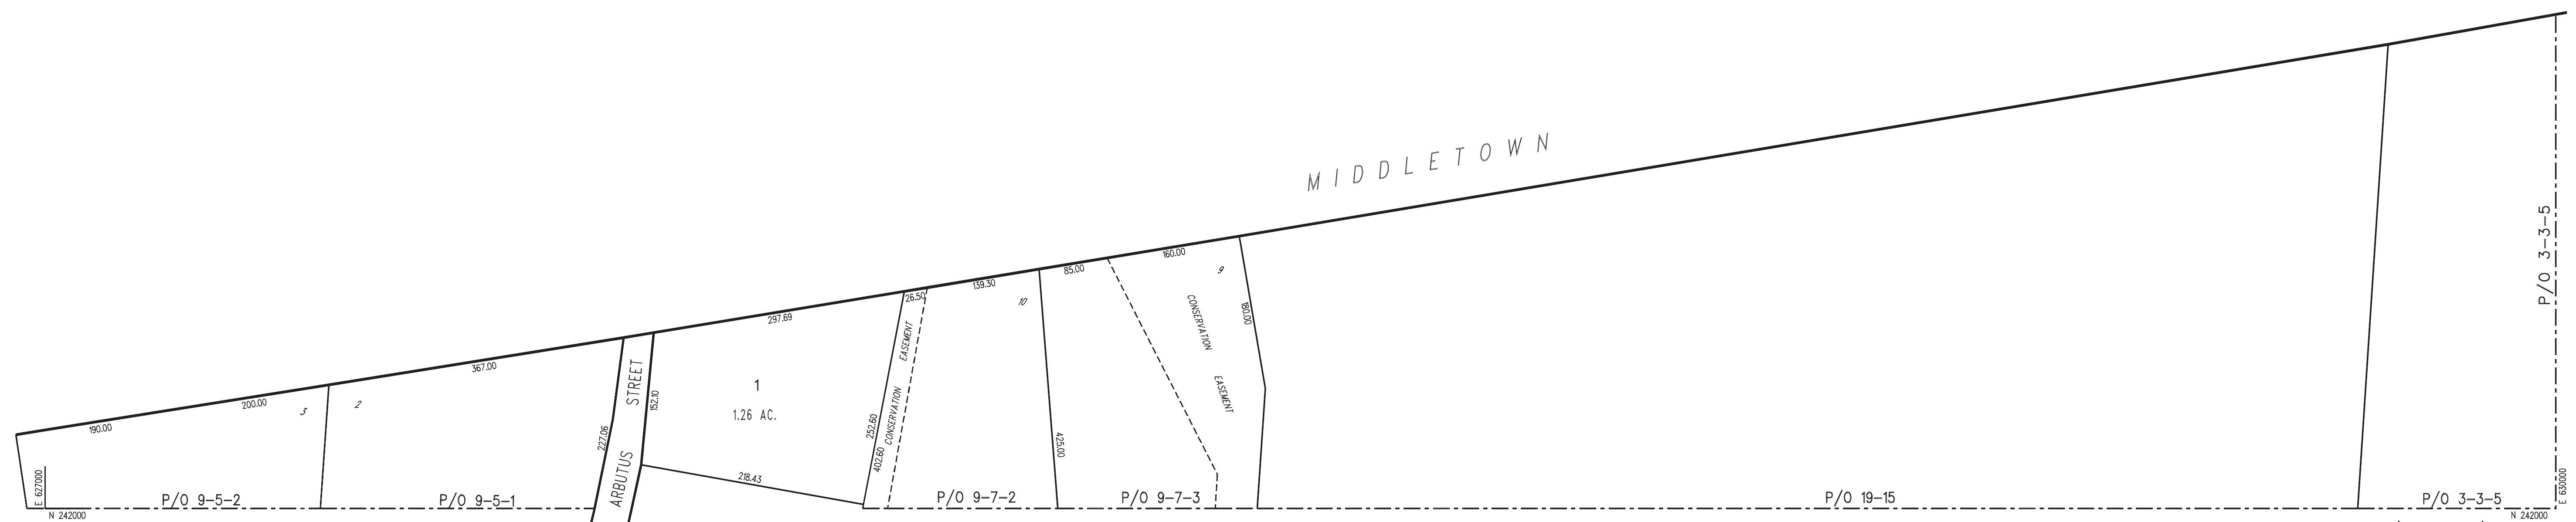 MIDDLETOWN
190.00
200.00
3
2
367.00
297.69
26.50
139.30
10
85.00
160.00
9
180.00
E 627000
N 242000
P/O 9-5-2
P/O 9-5-1
227.06
ARBUTUS STREET
152.10
1
1.26 AC.
218.43
252.60
402.60
CONSERVATION EASEMENT
P/O 9-7-2
425.00
P/O 9-7-3
CONSERVATION EASEMENT
P/O 19-15
P/O 3-3-5
P/O 3-3-5
E 630000
N 242000